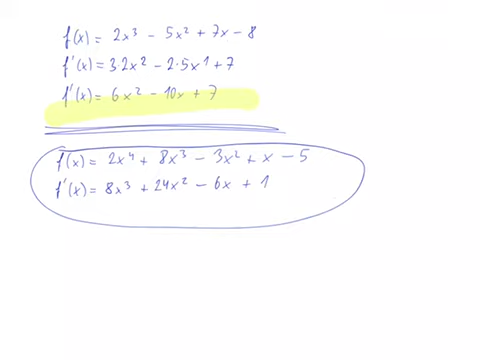 f(x) = 2x³ - 5x² + 7x - 8
f'(x) = 3·2x² - 2·5x¹ + 7
f'(x) = 6x² - 10x + 7
f(x) = 2x⁴ + 8x³ - 3x² + x - 5
f'(x) = 8x³ + 24x² - 6x + 1